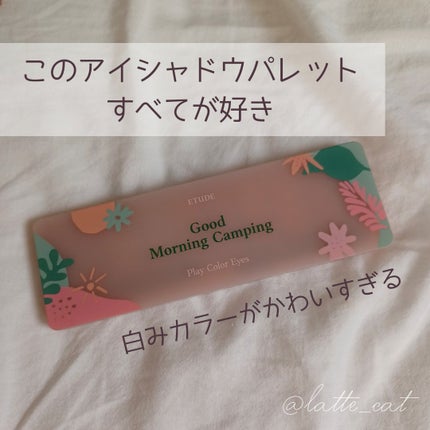 このアイシャドウパレット
すべてが好き
ETUDE
Good
Morning Camping
Play Color Eyes
白みカラーがかわいすぎる
@latte_cat